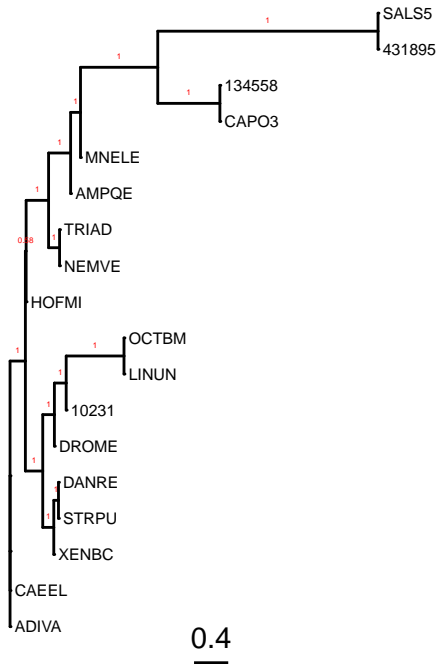 SALS5
1
431895
1
134558
1
CAPO3
1
MNELE
1
AMPQE
1
TRIAD
1
NEMVE
HOFMI
OCTBM
1
1
LINUN
1
10231
1
DROME
1
DANRE
1
STRPU
1
XENBC
CAEEL
ADIVA
0.4